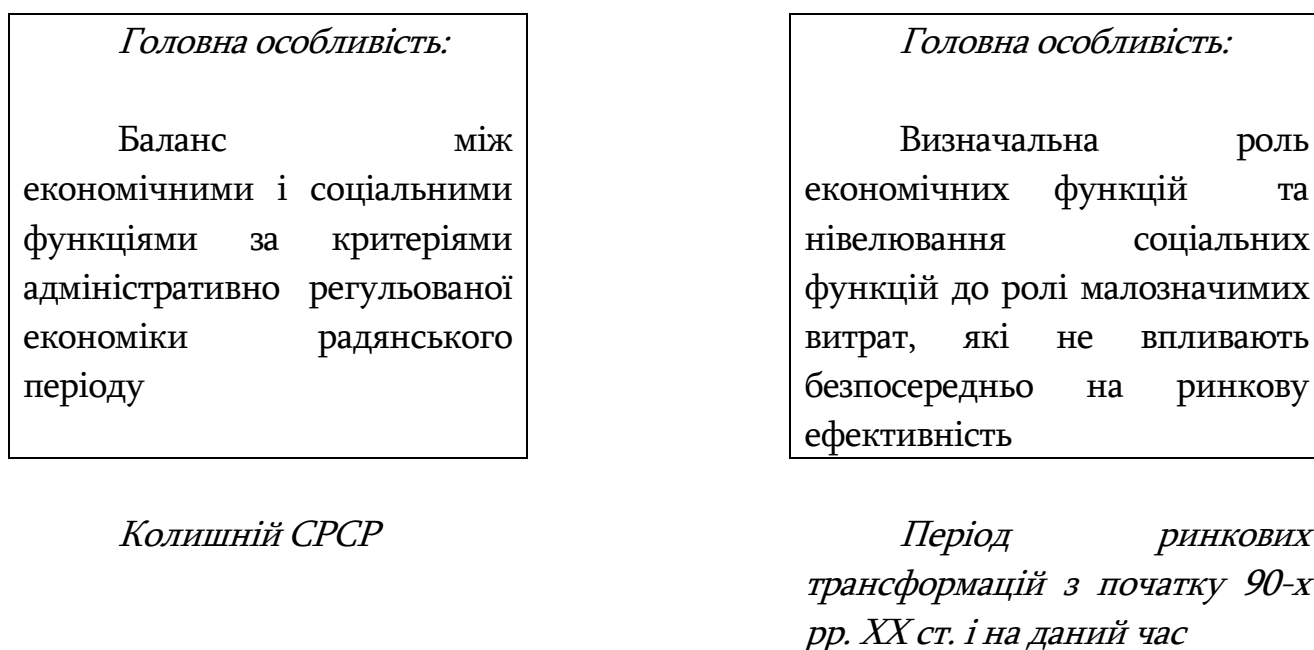 Головна особливість:
Баланс між
економічними і соціальними
функціями за критеріями
адміністративно регульованої
економіки радянського
періоду
Колишній СРСР
Головна особливість:
Визначальна роль
економічних функцій та
нівелювання соціальних
функцій до ролі малозначимих
витрат, які не впливають
безпосередньо на ринкову
ефективність
Період ринкових
трансформацій з початку 90-х
рр. ХХ ст. і на даний час